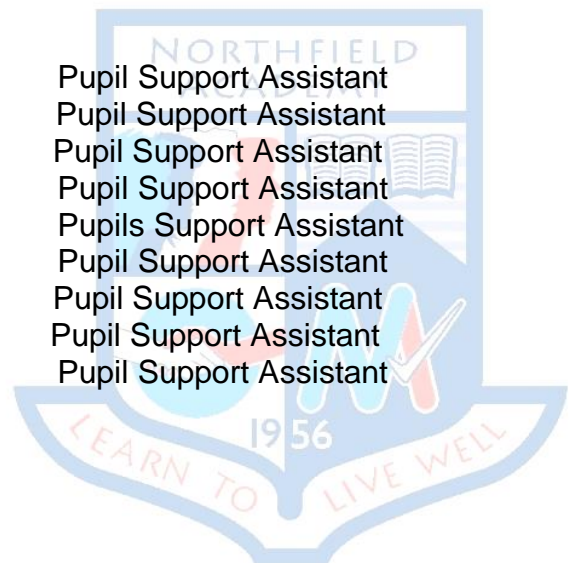 NORTHFIELD
ACADEMY
Pupil Support Assistant
Pupil Support Assistant
Pupil Support Assistant
Pupil Support Assistant
Pupils Support Assistant
Pupil Support Assistant
Pupil Support Assistant
Pupil Support Assistant
Pupil Support Assistant
1956
LEARN TO LIVE WELL